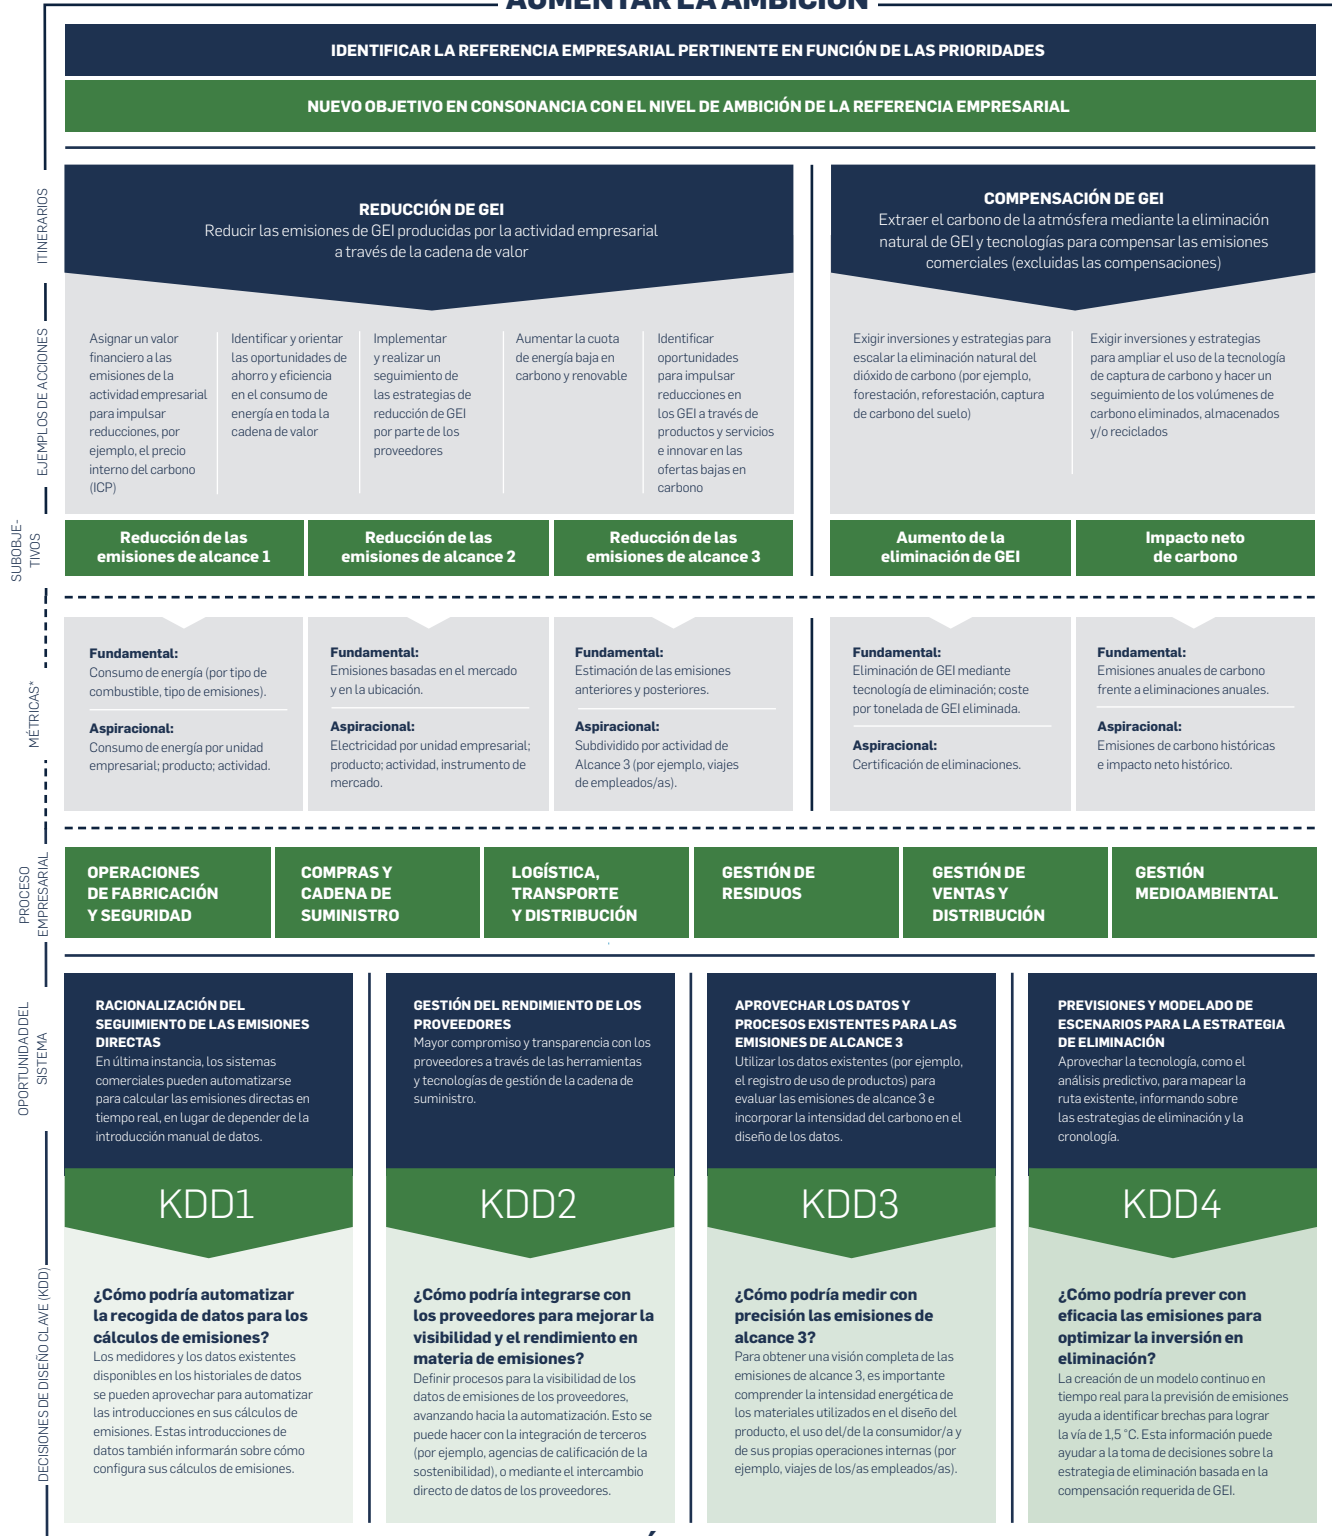 AUMENTAR LA AMBICIÓN
IDENTIFICAR LA REFERENCIA EMPRESARIAL PERTINENTE EN FUNCIÓN DE LAS PRIORIDADES
NUEVO OBJETIVO EN CONSONANCIA CON EL NIVEL DE AMBICIÓN DE LA REFERENCIA EMPRESARIAL
ITINERARIOS
REDUCCIÓN DE GEI
Reducir las emisiones de GEI producidas por la actividad empresarial
a través de la cadena de valor
COMPENSACIÓN DE GEI
Extraer el carbono de la atmósfera mediante la eliminación
natural de GEI y tecnologías para compensar las emisiones
comerciales (excluidas las compensaciones)
EJEMPLOS DE ACCIONES
Asignar un valor
financiero a las
emisiones de la
actividad empresarial
para impulsar
reducciones, por
ejemplo, el precio
interno del carbono
(ICP)
Identificar y orientar
las oportunidades de
ahorro y eficiencia
en el consumo de
energía en toda la
cadena de valor
Implementar
y realizar un
seguimiento de
las estrategias de
reducción de GEI
por parte de los
proveedores
Aumentar la cuota
de energía baja en
carbono y renovable
Identificar
oportunidades
para impulsar
reducciones en
los GEI a través de
productos y servicios
e innovar en las
ofertas bajas en
carbono
Exigir inversiones y estrategias para
escalar la eliminación natural del
dióxido de carbono (por ejemplo,
forestación, reforestación, captura
de carbono del suelo)
Exigir inversiones y estrategias
para ampliar el uso de la tecnología
de captura de carbono y hacer un
seguimiento de los volúmenes de
carbono eliminados, almacenados
y/o reciclados
SUBOBJE-
TIVOS
Reducción de las
emisiones de alcance 1
Reducción de las
emisiones de alcance 2
Reducción de las
emisiones de alcance 3
Aumento de la
eliminación de GEI
Impacto neto
de carbono
MÉTRICAS*
Fundamental:
Consumo de energía (por tipo de
combustible, tipo de emisiones).
Aspiracional:
Consumo de energía por unidad
empresarial; producto; actividad.
Fundamental:
Emisiones basadas en el mercado
y en la ubicación.
Aspiracional:
Electricidad por unidad empresarial;
producto; actividad, instrumento de
mercado.
Fundamental:
Estimación de las emisiones
anteriores y posteriores.
Aspiracional:
Subdividido por actividad de
Alcance 3 (por ejemplo, viajes
de empleados/as).
Fundamental:
Eliminación de GEI mediante
tecnología de eliminación; coste
por tonelada de GEI eliminada.
Aspiracional:
Certificación de eliminaciones.
Fundamental:
Emisiones anuales de carbono
frente a eliminaciones anuales.
Aspiracional:
Emisiones de carbono históricas
e impacto neto histórico.
PROCESO
EMPRESARIAL
OPERACIONES
DE FABRICACIÓN
Y SEGURIDAD
COMPRAS Y
CADENA DE
SUMINISTRO
LOGÍSTICA,
TRANSPORTE
Y DISTRIBUCIÓN
GESTIÓN DE
RESIDUOS
GESTIÓN DE
VENTAS Y
DISTRIBUCIÓN
GESTIÓN
MEDIOAMBIENTAL
OPORTUNIDAD DEL
SISTEMA
RACIONALIZACIÓN DEL
SEGUIMIENTO DE LAS EMISIONES
DIRECTAS
En última instancia, los sistemas
comerciales pueden automatizarse
para calcular las emisiones directas en
tiempo real, en lugar de depender de la
introducción manual de datos.
GESTIÓN DEL RENDIMIENTO DE LOS
PROVEEDORES
Mayor compromiso y transparencia con los
proveedores a través de las herramientas
y tecnologías de gestión de la cadena de
suministro.
APROVECHAR LOS DATOS Y
PROCESOS EXISTENTES PARA LAS
EMISIONES DE ALCANCE 3
Utilizar los datos existentes (por ejemplo,
el registro de uso de productos) para
evaluar las emisiones de alcance 3 e
incorporar la intensidad del carbono en el
diseño de los datos.
PREVISIONES Y MODELADO DE
ESCENARIOS PARA LA ESTRATEGIA
DE ELIMINACIÓN
Aprovechar la tecnología, como el
análisis predictivo, para mapear la
ruta existente, informando sobre
las estrategias de eliminación y la
cronología.
DECISIONES DE DISEÑO CLAVE (KDD)
KDD1
¿Cómo podría automatizar
la recogida de datos para los
cálculos de emisiones?
Los medidores y los datos existentes
disponibles en los historiales de datos
se pueden aprovechar para automatizar
las introducciones en sus cálculos de
emisiones. Estas introducciones de
datos también informarán sobre cómo
configura sus cálculos de emisiones.
KDD2
¿Cómo podría integrarse con
los proveedores para mejorar la
visibilidad y el rendimiento en
materia de emisiones?
Definir procesos para la visibilidad de los
datos de emisiones de los proveedores,
avanzando hacia la automatización. Esto se
puede hacer con la integración de terceros
(por ejemplo, agencias de calificación de la
sostenibilidad), o mediante el intercambio
directo de datos de los proveedores.
KDD3
¿Cómo podría medir con
precisión las emisiones de
alcance 3?
Para obtener una visión completa de las
emisiones de alcance 3, es importante
comprender la intensidad energética de
los materiales utilizados en el diseño del
producto, el uso del/de la consumidor/a y
de sus propias operaciones internas (por
ejemplo, viajes de los/as empleados/as).
KDD4
¿Cómo podría prever con
eficacia las emisiones para
optimizar la inversión en
eliminación?
La creación de un modelo continuo en
tiempo real para la previsión de emisiones
ayuda a identificar brechas para lograr
la vía de 1,5 °C. Esta información puede
ayudar a la toma de decisiones sobre la
estrategia de eliminación basada en la
compensación requerida de GEI.